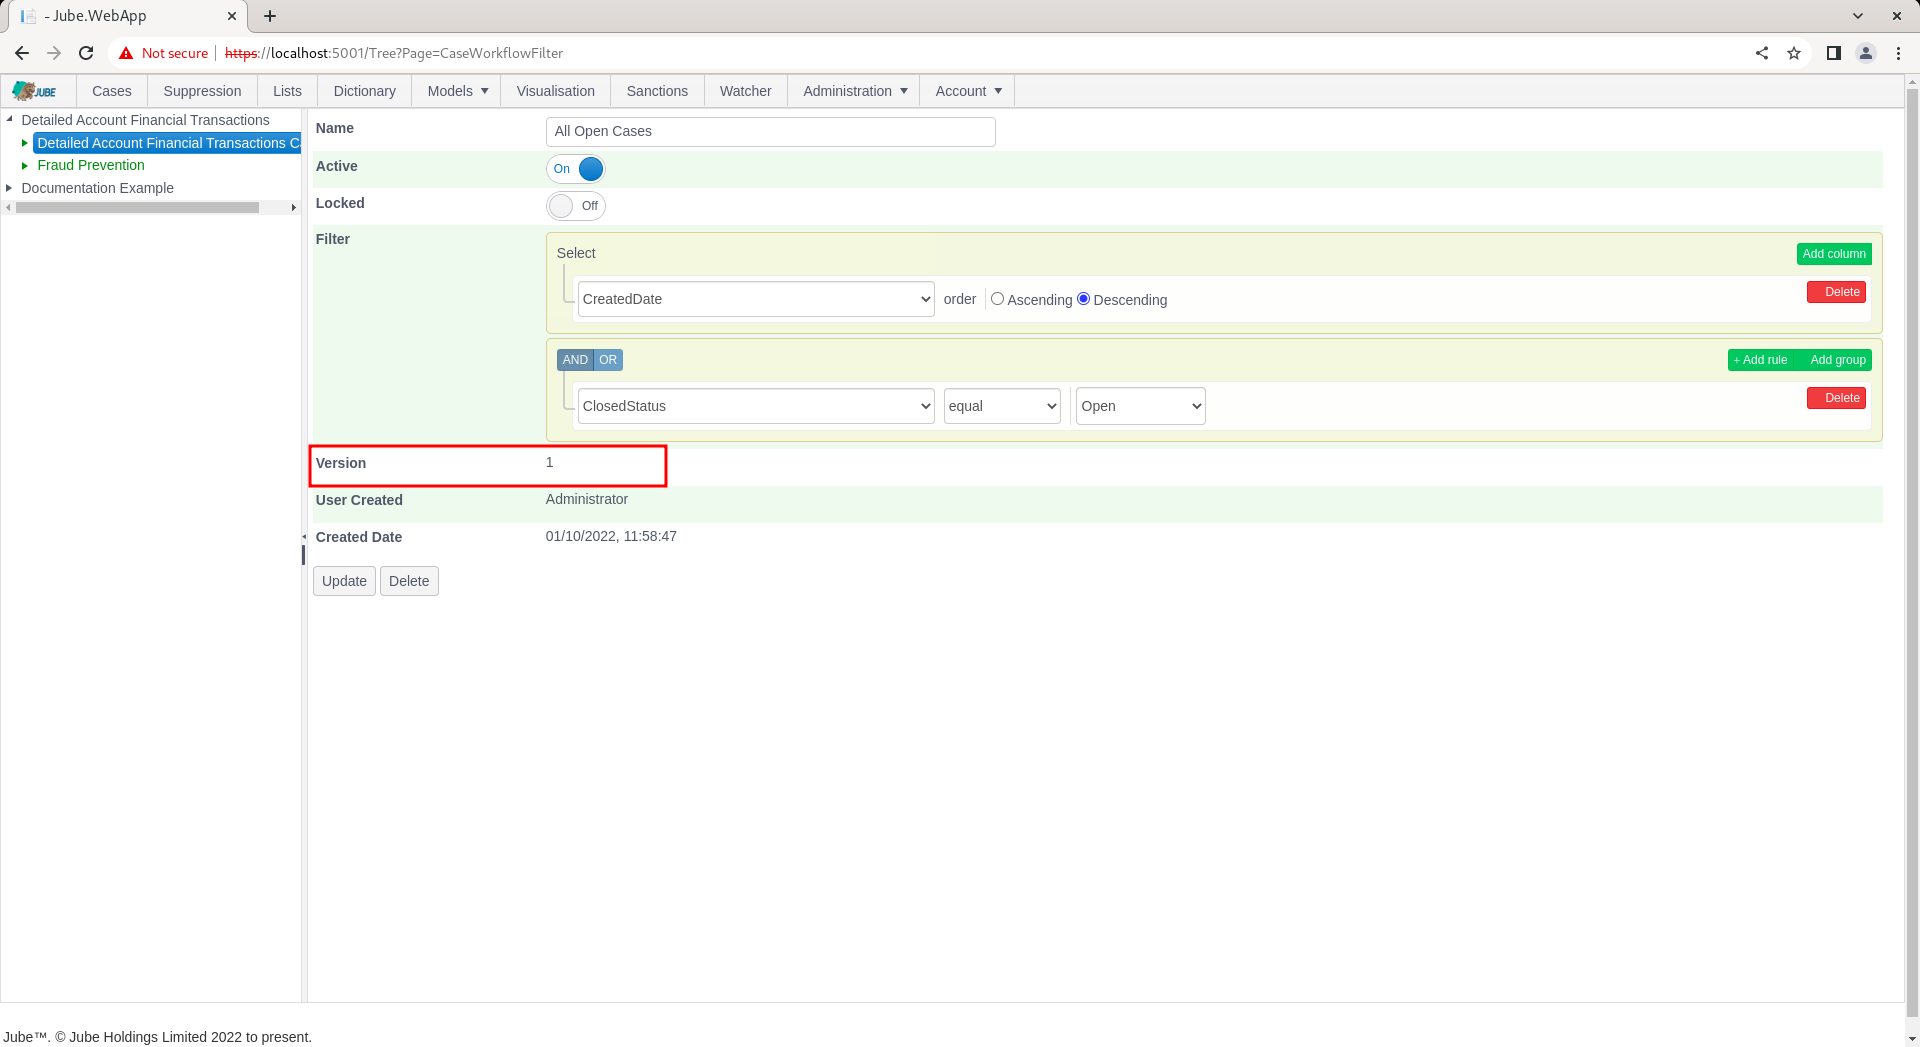 - Jube.WebApp
Not secure https://localhost:5001/Tree?Page=CaseWorkflowFilter
JUBE Cases Suppression Lists Dictionary Models Visualisation Sanctions Watcher Administration Account
Detailed Account Financial Transactions
Detailed Account Financial Transactions C
Fraud Prevention
Documentation Example
Name All Open Cases
Active On
Locked Off
Filter
Select Add column
CreatedDate order Ascending Descending Delete
AND OR + Add rule Add group
ClosedStatus equal Open Delete
Version 1
User Created Administrator
Created Date 01/10/2022, 11:58:47
Update Delete
Jube™. © Jube Holdings Limited 2022 to present.